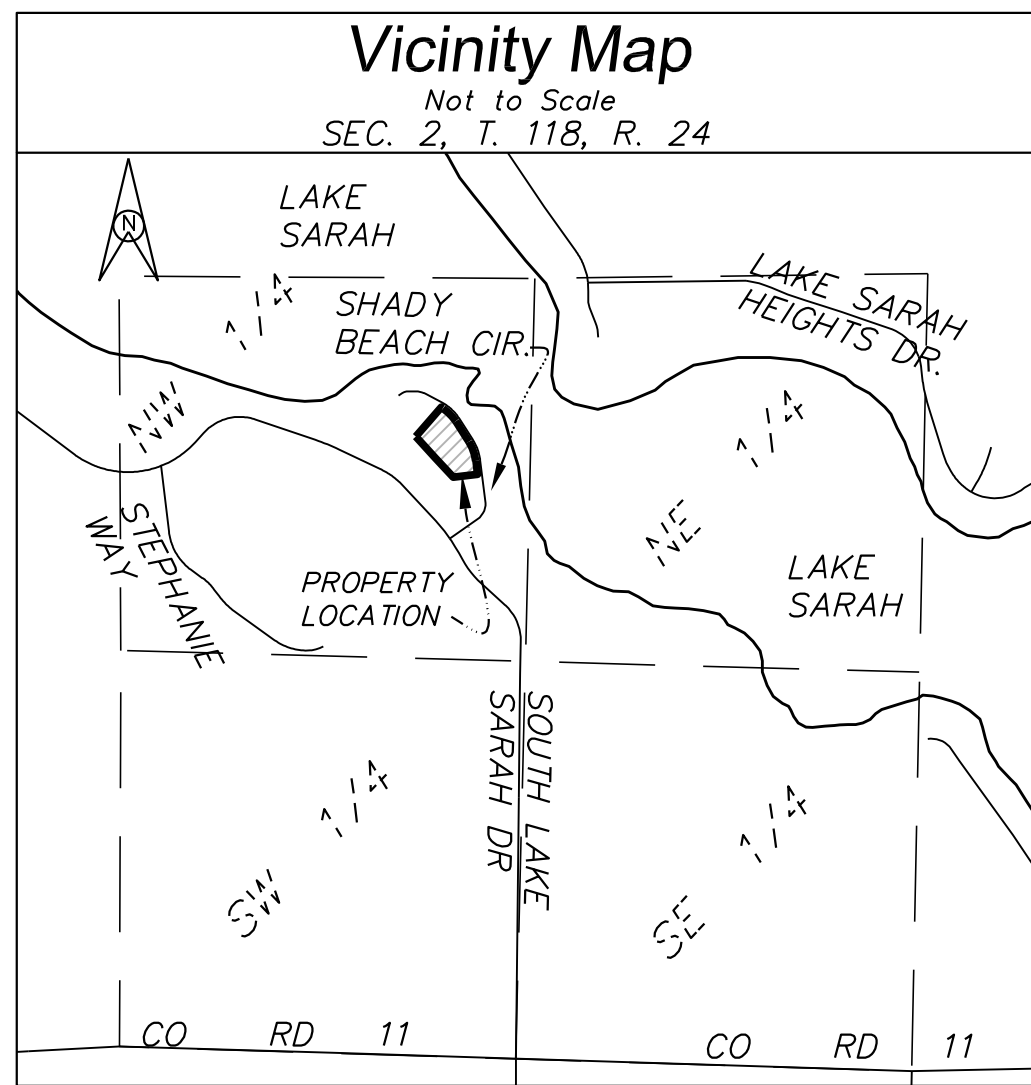 Vicinity Map
Not to Scale
SEC. 2, T. 118, R. 24
N
LAKE
SARAH
LAKE SARAH
HEIGHTS DR.
SHADY
BEACH CIR.
NW 1/4
NE 1/4
STEPHANIE
WAY
PROPERTY
LOCATION
LAKE
SARAH
SOUTH LAKE
SARAH DR
SW 1/4
SE 1/4
CO RD 11
CO RD 11